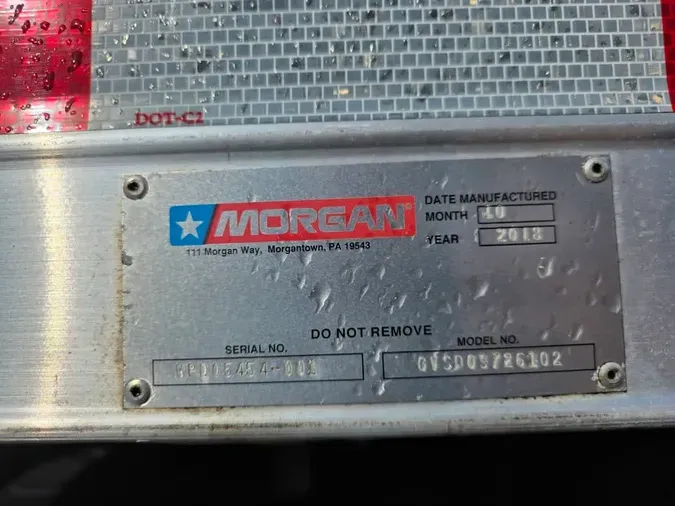 DOT-C2
MORGAN
111 Morgan Way, Morgantown, PA 19543
DATE MANUFACTURED
MONTH 10
YEAR 2018
DO NOT REMOVE
SERIAL NO.
MODEL NO.
GVSD09726102